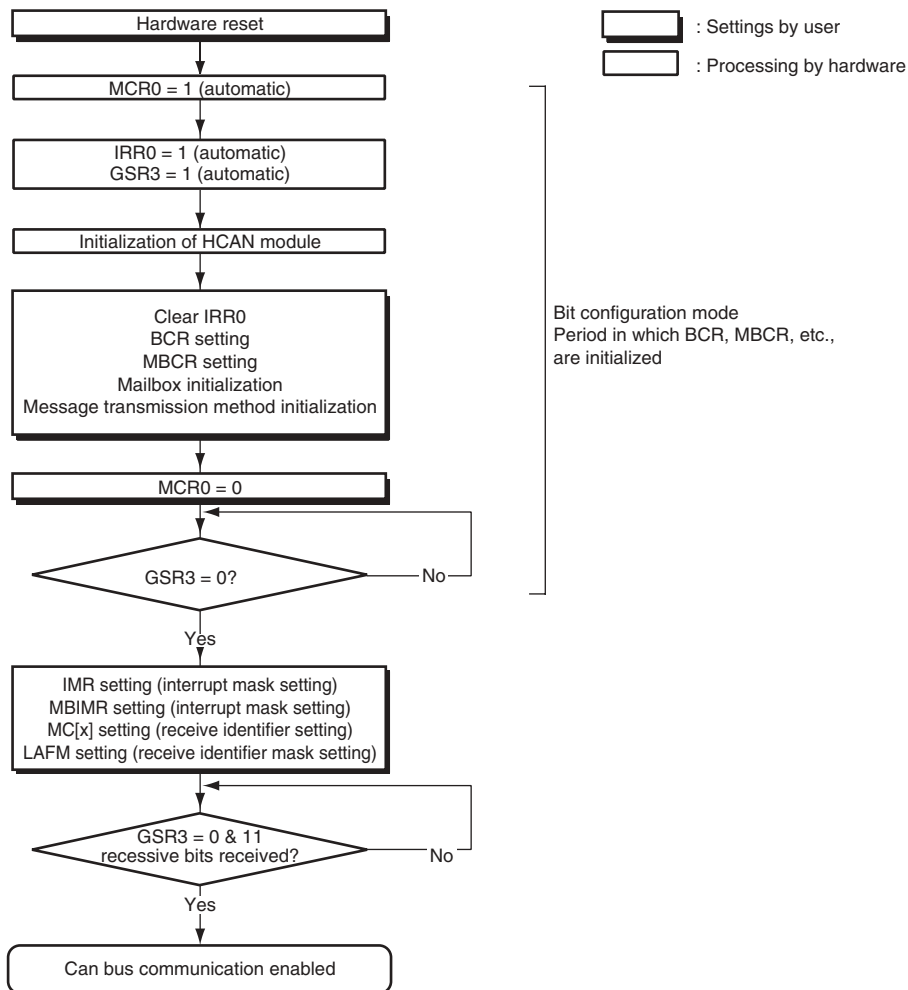 Hardware reset
: Settings by user
: Processing by hardware
MCR0 = 1 (automatic)
IRR0 = 1 (automatic)
GSR3 = 1 (automatic)
Initialization of HCAN module
Clear IRR0
BCR setting
MBCR setting
Mailbox initialization
Message transmission method initialization
Bit configuration mode
Period in which BCR, MBCR, etc.,
are initialized
MCR0 = 0
GSR3 = 0?
No
Yes
IMR setting (interrupt mask setting)
MBIMR setting (interrupt mask setting)
MC[x] setting (receive identifier setting)
LAFM setting (receive identifier mask setting)
GSR3 = 0 & 11
recessive bits received?
No
Yes
Can bus communication enabled